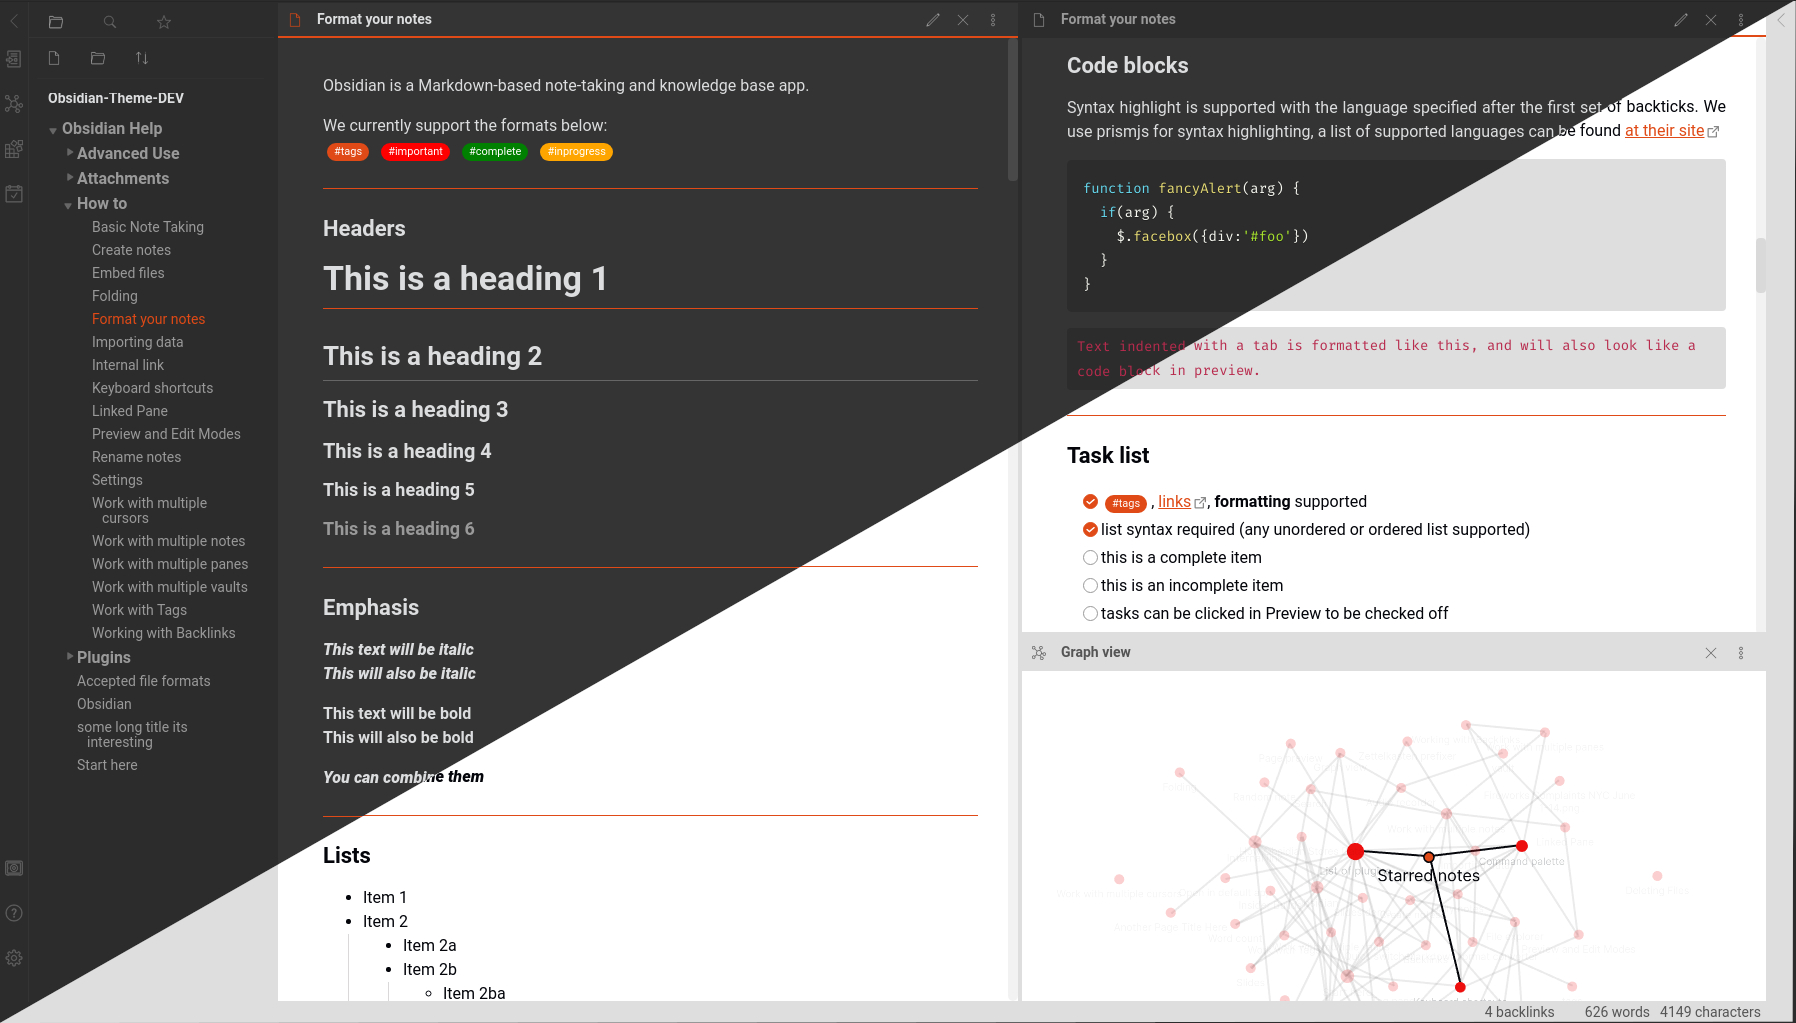 Obsidian-Theme-DEV
Obsidian Help
Advanced Use
Attachments
How to
Basic Note Taking
Create notes
Embed files
Folding
Format your notes
Importing data
Internal link
Keyboard shortcuts
Linked Pane
Preview and Edit Modes
Rename notes
Settings
Work with multiple
cursors
Work with multiple notes
Work with multiple panes
Work with multiple vaults
Work with Tags
Working with Backlinks
Plugins
Accepted file formats
Obsidian
some long title its
interesting
Start here
Format your notes
Obsidian is a Markdown-based note-taking and knowledge base app.
We currently support the formats below:
#tags #important #complete #inprogress
Headers
This is a heading 1
This is a heading 2
This is a heading 3
This is a heading 4
This is a heading 5
This is a heading 6
Emphasis
This text will be italic
This will also be italic
This text will be bold
This will also be bold
You can combine them
Lists
• Item 1
• Item 2
• Item 2a
• Item 2b
◦ Item 2ba
Format your notes
Code blocks
Syntax highlight is supported with the language specified after the first set of backticks. We
use prismjs for syntax highlighting, a list of supported languages can be found at their site
function fancyAlert(arg) {
if(arg) {
$.facebox({div:'#foo'})
}
}
Text indented with a tab is formatted like this, and will also look like a
code block in preview.
Task list
#tags , links , formatting supported
list syntax required (any unordered or ordered list supported)
this is a complete item
this is an incomplete item
tasks can be clicked in Preview to be checked off
Graph view
Command palette
Starred notes
4 backlinks 626 words 4149 characters